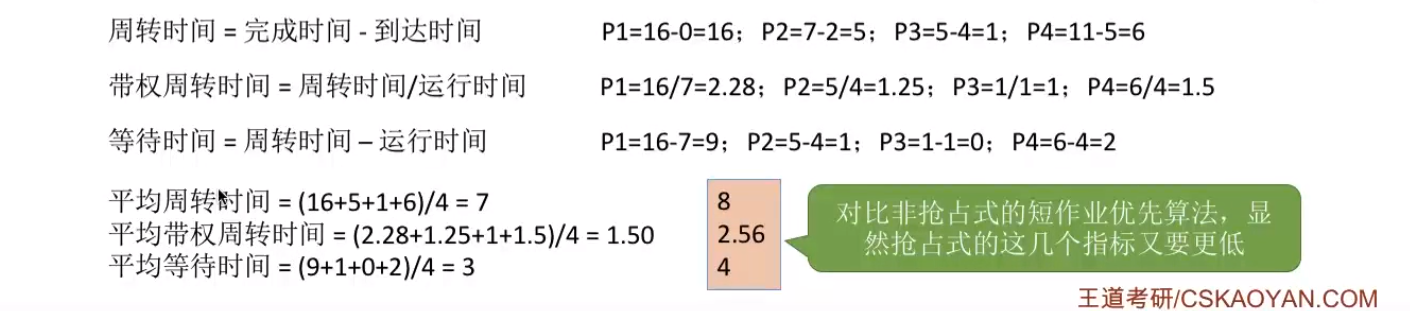 周转时间 = 完成时间 - 到达时间 P1=16-0=16；P2=7-2=5；P3=5-4=1；P4=11-5=6
带权周转时间 = 周转时间/运行时间 P1=16/7=2.28；P2=5/4=1.25；P3=1/1=1；P4=6/4=1.5
等待时间 = 周转时间 – 运行时间 P1=16-7=9；P2=5-4=1；P3=1-1=0；P4=6-4=2
平均周转时间 = (16+5+1+6)/4 = 7
平均带权周转时间 = (2.28+1.25+1+1.5)/4 = 1.50
平均等待时间 = (9+1+0+2)/4 = 3
8
2.56
4
对比非抢占式的短作业优先算法，显
然抢占式的这几个指标又要更低
王道考研/CSKAOYAN.COM